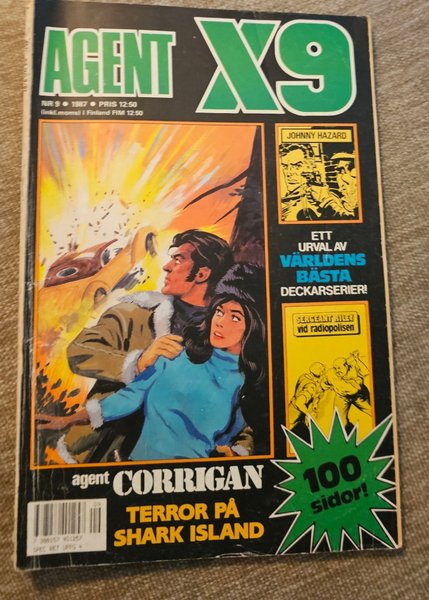 AGENT X9
NR 9 • 1987 • PRIS 12:50
(inkl.moms) i Finland FIM 12:50
JOHNNY HAZARD
ETT
URVAL AV
VÄRLDENS
BÄSTA
DECKARSERIER!
SERGEANT RILEY
vid radiopolisen
100
sidor!
agent CORRIGAN
TERROR PÅ
SHARK ISLAND
09